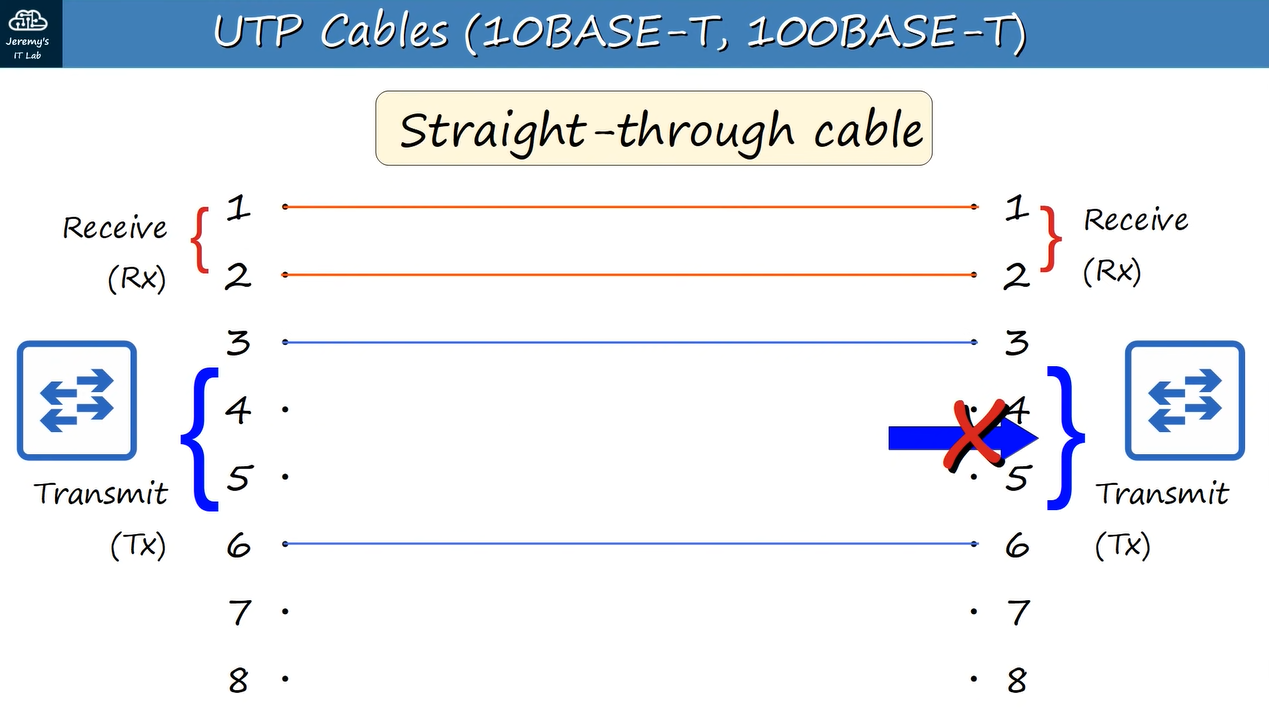 Jeremy's
IT Lab
UTP Cables (10BASE-T, 100BASE-T)
Straight-through cable
Receive
(Rx)
1 1
Receive
(Rx)
2 2
3 3
4 4
5 5
Transmit
(Tx)
Transmit
(Tx)
6 6
7 7
8 8